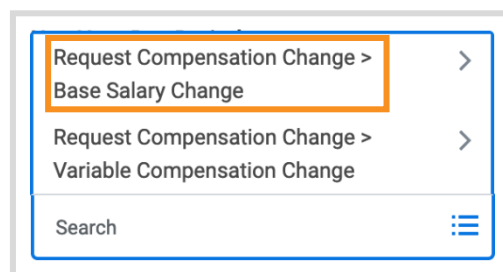 Request Compensation Change >
Base Salary Change
Request Compensation Change >
Variable Compensation Change
Search